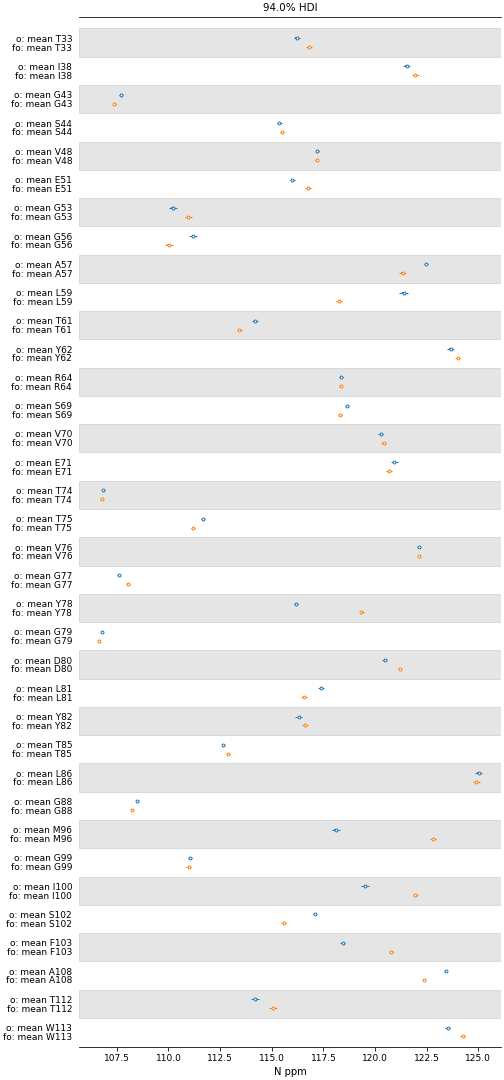 94.0% HDI
o: mean T33
fo: mean T33
o: mean I38
fo: mean I38
o: mean G43
fo: mean G43
o: mean S44
fo: mean S44
o: mean V48
fo: mean V48
o: mean E51
fo: mean E51
o: mean G53
fo: mean G53
o: mean G56
fo: mean G56
o: mean A57
fo: mean A57
o: mean L59
fo: mean L59
o: mean T61
fo: mean T61
o: mean Y62
fo: mean Y62
o: mean R64
fo: mean R64
o: mean S69
fo: mean S69
o: mean V70
fo: mean V70
o: mean E71
fo: mean E71
o: mean T74
fo: mean T74
o: mean T75
fo: mean T75
o: mean V76
fo: mean V76
o: mean G77
fo: mean G77
o: mean Y78
fo: mean Y78
o: mean G79
fo: mean G79
o: mean D80
fo: mean D80
o: mean L81
fo: mean L81
o: mean Y82
fo: mean Y82
o: mean T85
fo: mean T85
o: mean L86
fo: mean L86
o: mean G88
fo: mean G88
o: mean M96
fo: mean M96
o: mean G99
fo: mean G99
o: mean I100
fo: mean I100
o: mean S102
fo: mean S102
o: mean F103
fo: mean F103
o: mean A108
fo: mean A108
o: mean T112
fo: mean T112
o: mean W113
fo: mean W113
107.5 110.0 112.5 115.0 117.5 120.0 122.5 125.0
N ppm